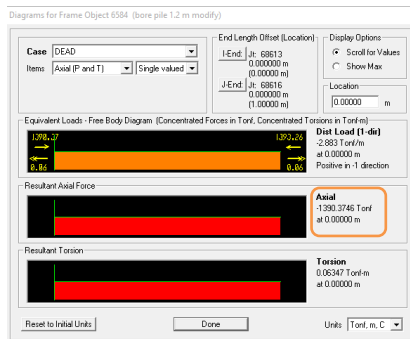 Diagrams for Frame Object 6584 (bore pile 1.2 m modify)
End Length Offset (Location)
Display Options
Case DEAD
I-End: Jt: 68613
0.000000 m
(0.00000 m)
Scroll for Values
Items Axial (P and T) Single valued
Show Max
J-End: Jt: 68616
0.000000 m
(1.00000 m)
Location
0.00000 m
Equivalent Loads - Free Body Diagram (Concentrated Forces in Tonf, Concentrated Torsions in Tonf-m)
1390.37
1393.26
0.06
0.06
Dist Load (1-dir)
-2.883 Tonf/m
at 0.00000 m
Positive in -1 direction
Resultant Axial Force
Axial
-1390.3746 Tonf
at 0.00000 m
Resultant Torsion
Torsion
0.06347 Tonf-m
at 0.00000 m
Reset to Initial Units
Done
Units Tonf, m, C